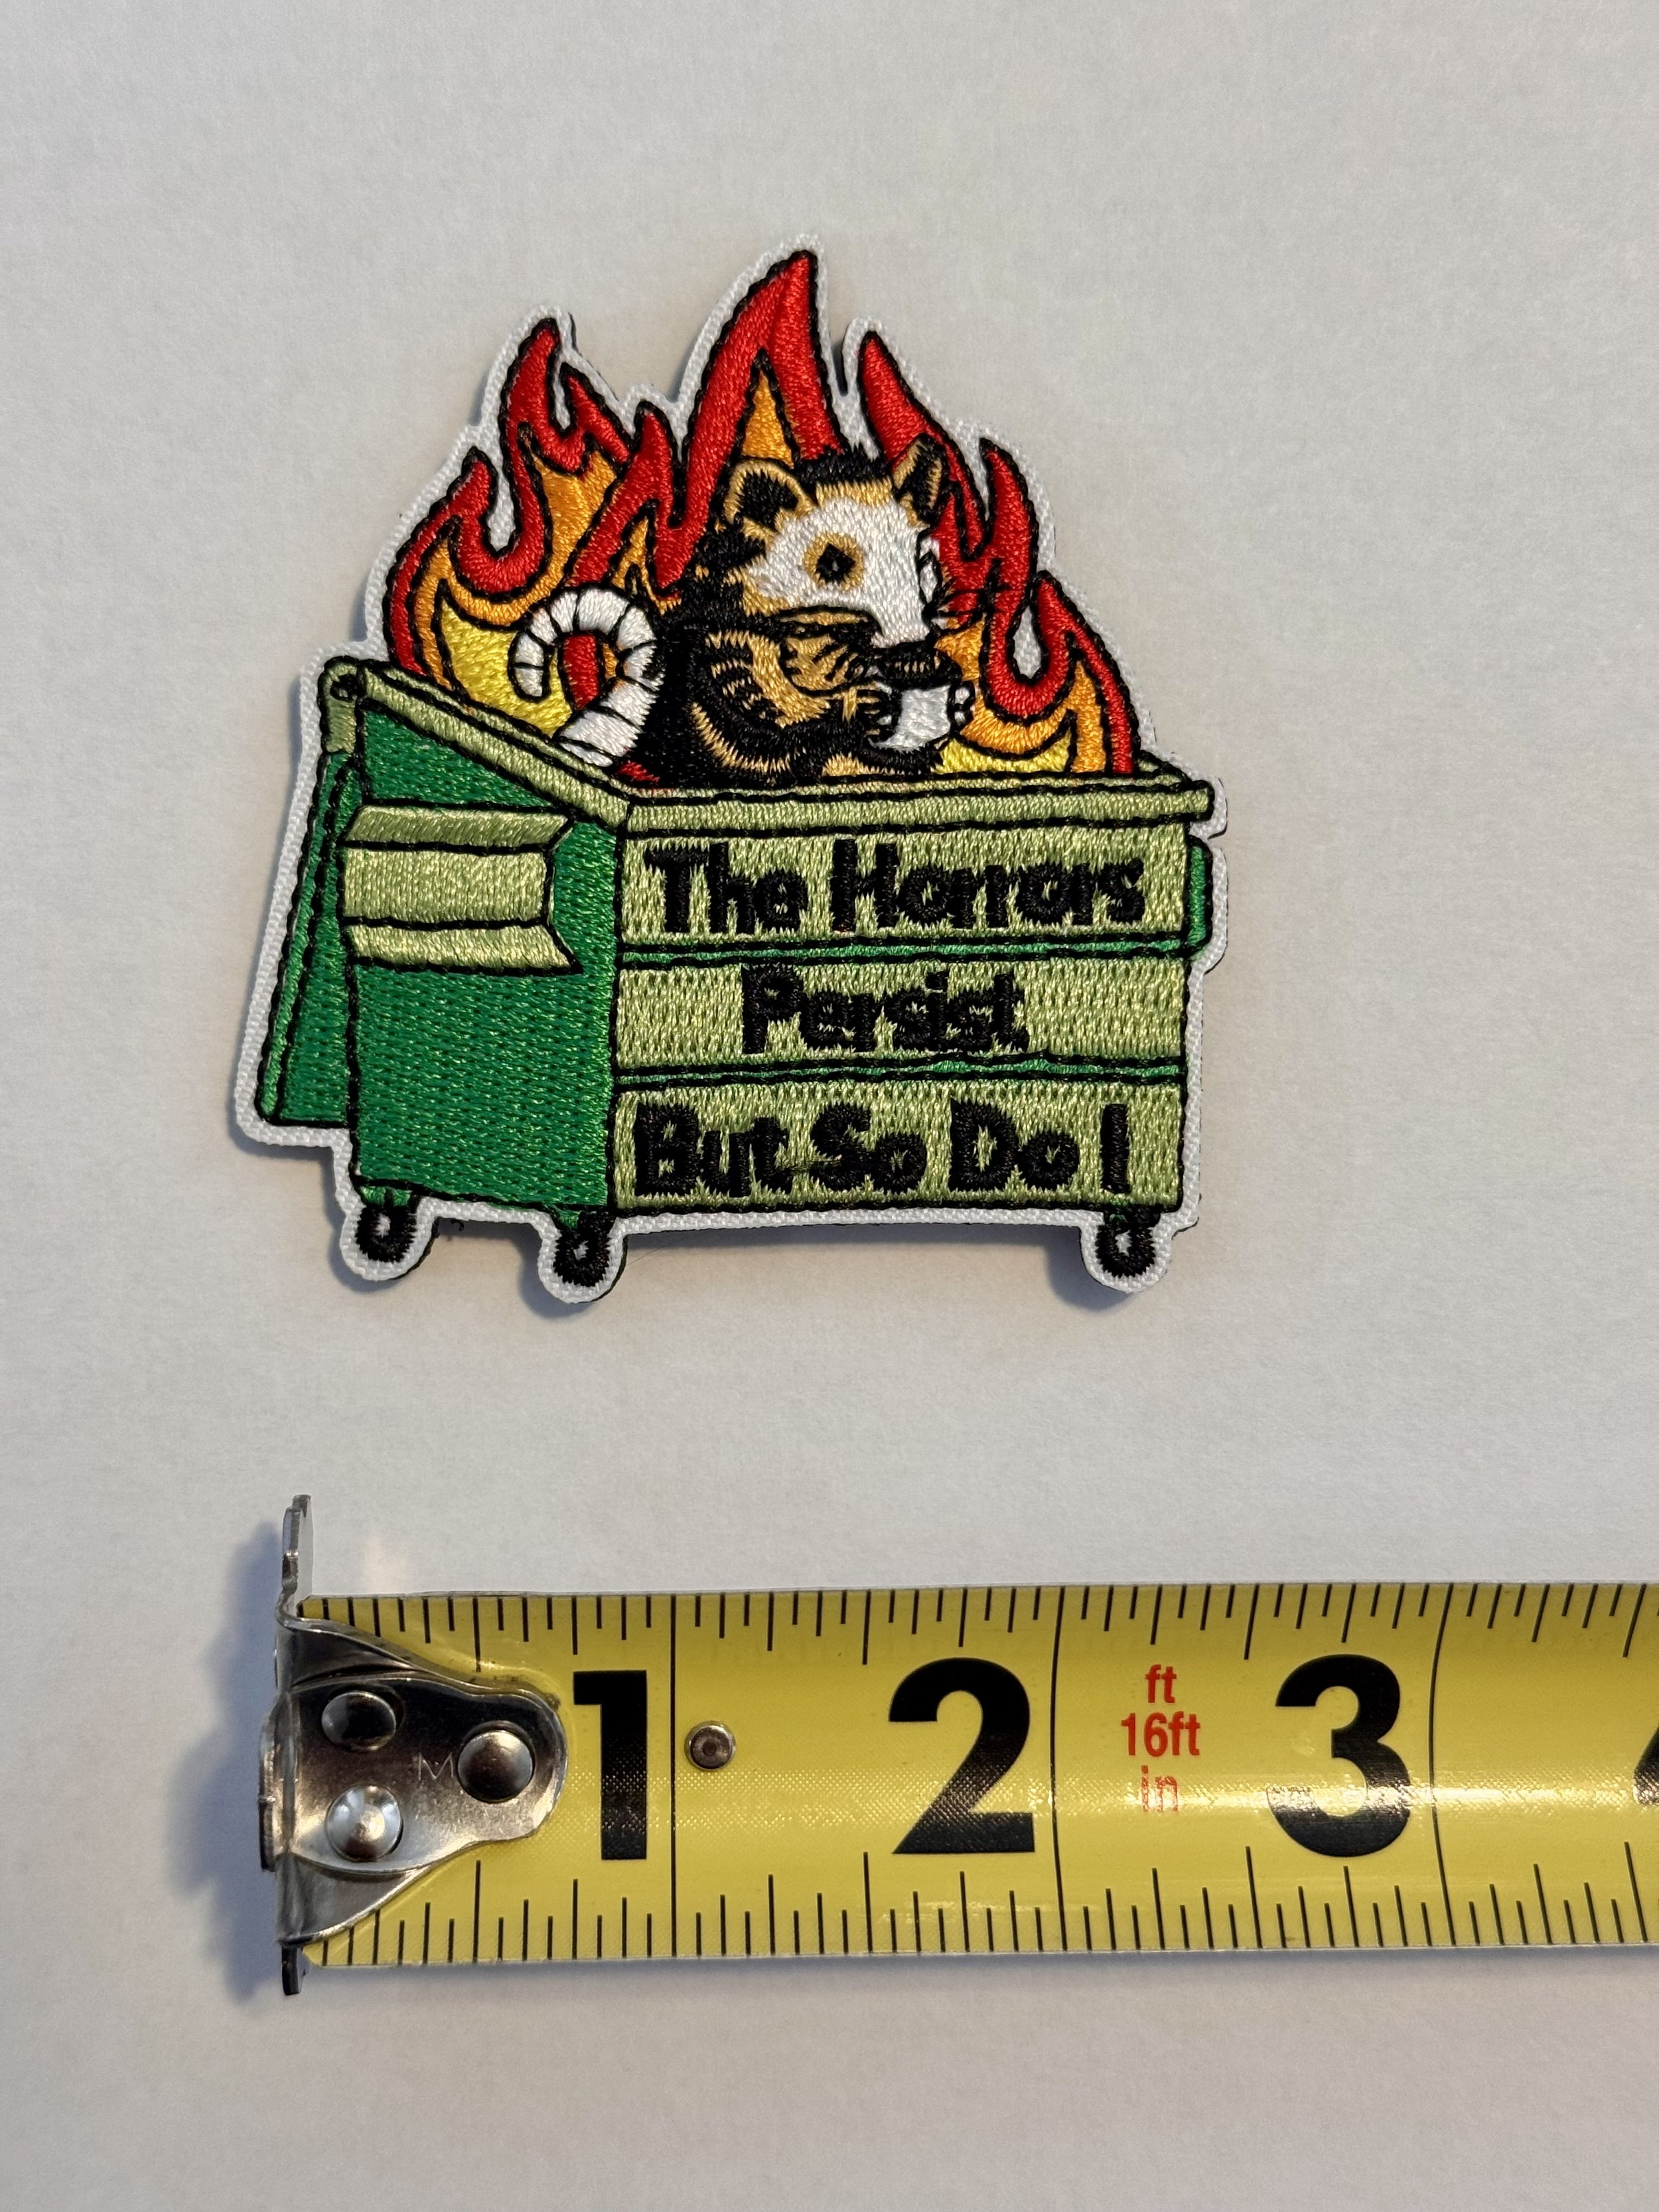 The Horrors
Persist
But So Do I
M
1 2 3
ft
16ft
in